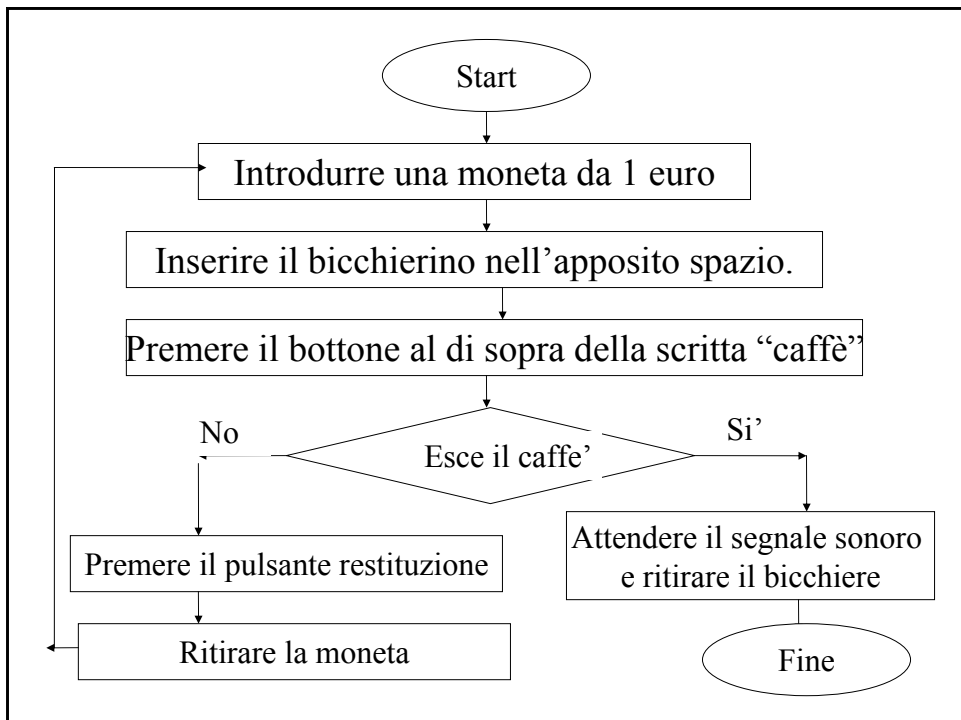 Start
Introdurre una moneta da 1 euro
Inserire il bicchierino nell’apposito spazio.
Premere il bottone al di sopra della scritta “caffè”
No
Si’
Esce il caffe’
Premere il pulsante restituzione
Ritirare la moneta
Attendere il segnale sonoro
e ritirare il bicchiere
Fine